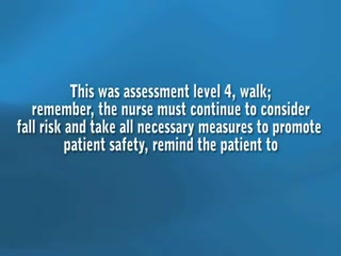 This was assessment level 4, walk;
remember, the nurse must continue to consider
fall risk and take all necessary measures to promote
patient safety, remind the patient to